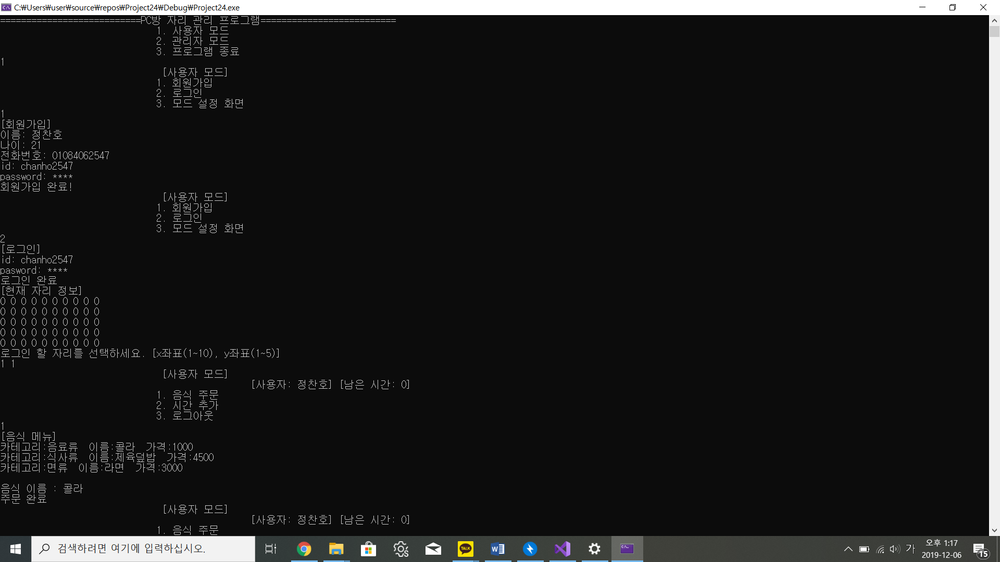 C:₩Users₩user₩source₩repos₩Project24₩Debug₩Project24.exe
===========================PC방 자리 관리 프로그램==========================
1. 사용자 모드
2. 관리자 모드
3. 프로그램 종료
1
[사용자 모드]
1. 회원가입
2. 로그인
3. 모드 설정 화면
1
[회원가입]
이름: 정찬호
나이: 21
전화번호: 01084062547
id: chanho2547
password: ****
회원가입 완료!
[사용자 모드]
1. 회원가입
2. 로그인
3. 모드 설정 화면
2
[로그인]
id: chanho2547
pasword: ****
로그인 완료
[현재 자리 정보]
0 0 0 0 0 0 0 0 0 0
0 0 0 0 0 0 0 0 0 0
0 0 0 0 0 0 0 0 0 0
0 0 0 0 0 0 0 0 0 0
0 0 0 0 0 0 0 0 0 0
로그인 할 자리를 선택하세요. [x좌표(1~10), y좌표(1~5)]
1 1
[사용자 모드]
[사용자: 정찬호] [남은 시간: 0]
1. 음식 주문
2. 시간 추가
3. 로그아웃
1
[음식 메뉴]
카테고리:음료류 이름:콜라 가격:1000
카테고리:식사류 이름:제육덮밥 가격:4500
카테고리:면류 이름:라면 가격:3000
음식 이름 : 콜라
주문 완료
[사용자 모드]
[사용자: 정찬호] [남은 시간: 0]
1. 음식 주문
검색하려면 여기에 입력하십시오.
TALK
가
오후 1:17
2019-12-06
15